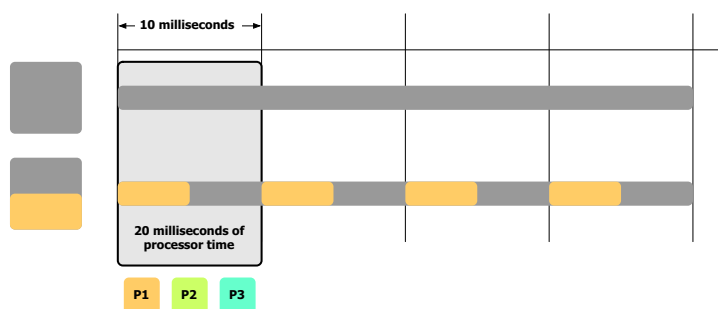 10 milliseconds
20 milliseconds of
processor time
P1 P2 P3